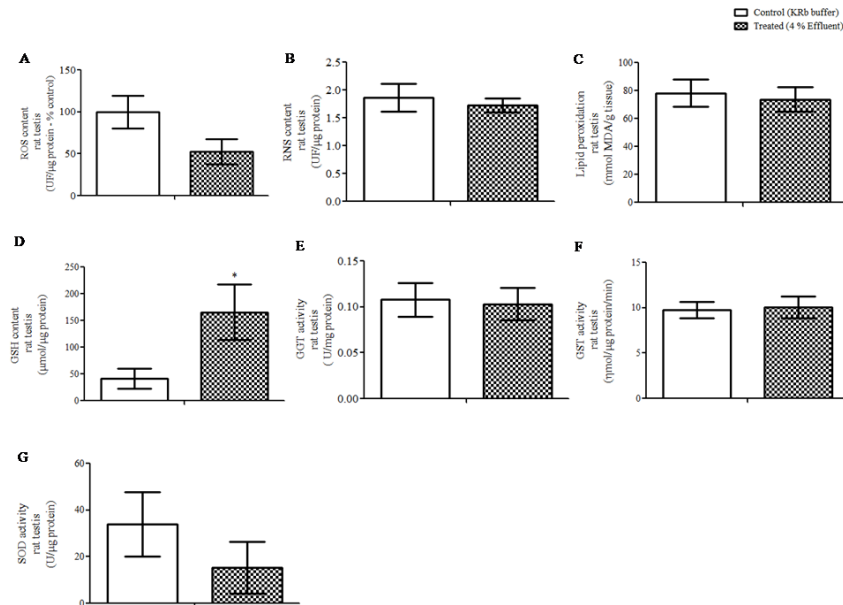 Control (KRb buffer)
Treated (4 % Effluent)
A
ROS content
rat testis
(UF/µg protein - % control)
150
100
50
0
B
RNS content
rat testis
(UF/µg protein)
2.5
2.0
1.5
1.0
0.5
0.0
C
Lipid peroxidation
rat testis
(mmol MDA/g tissue)
100
80
60
40
20
0
D
GSH content
rat testis
(µmol/µg protein)
250
200
150
100
50
0
*
E
GGT activity
rat testis
( U/mg protein)
0.15
0.10
0.05
0.00
F
GST activity
rat testis
(ηmol/µg protein/min)
15
10
5
0
G
SOD activity
rat testis
(U/µg protein)
60
40
20
0